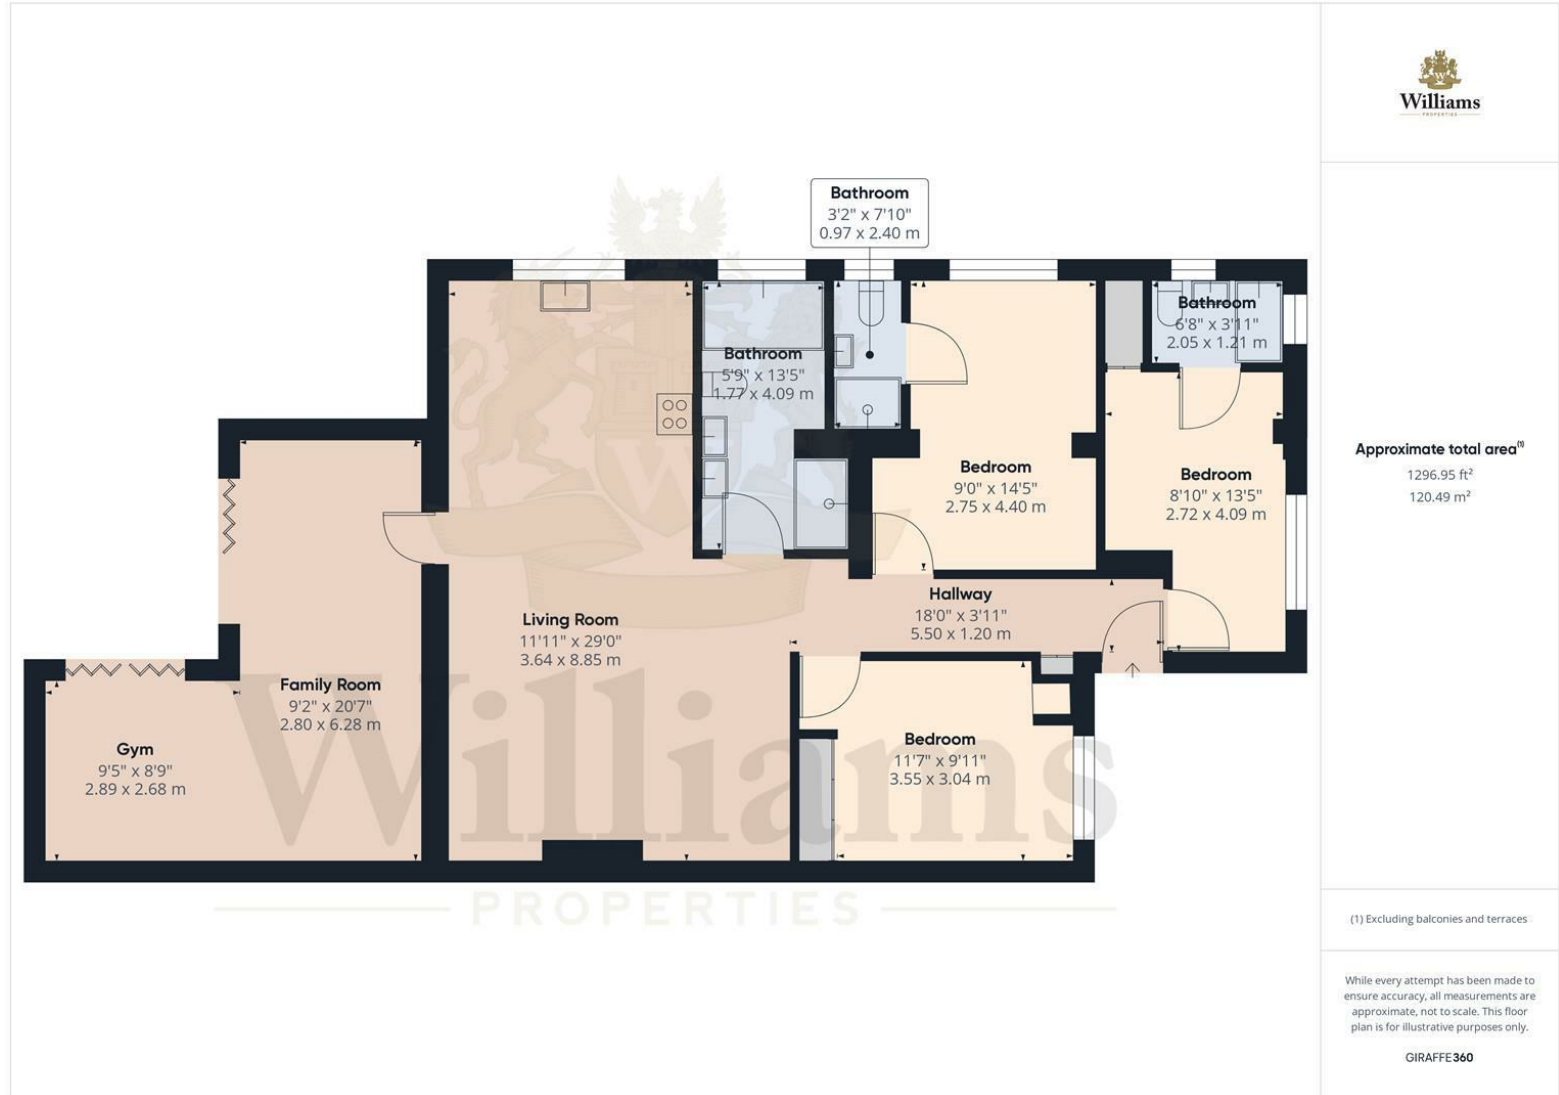 Williams
PROPERTIES
Bathroom
3'2" x 7'10"
0.97 x 2.40 m
Bathroom
6'8" x 3'11"
2.05 x 1.21 m
Bathroom
5'9" x 13'5"
1.77 x 4.09 m
Bedroom
9'0" x 14'5"
2.75 x 4.40 m
Bedroom
8'10" x 13'5"
2.72 x 4.09 m
Hallway
18'0" x 3'11"
5.50 x 1.20 m
Living Room
11'11" x 29'0"
3.64 x 8.85 m
Family Room
9'2" x 20'7"
2.80 x 6.28 m
Gym
9'5" x 8'9"
2.89 x 2.68 m
Bedroom
11'7" x 9'11"
3.55 x 3.04 m
W
Williams
PROPERTIES
Approximate total area(1)
1296.95 ft²
120.49 m²
(1) Excluding balconies and terraces
While every attempt has been made to
ensure accuracy, all measurements are
approximate, not to scale. This floor
plan is for illustrative purposes only.
GIRAFFE360